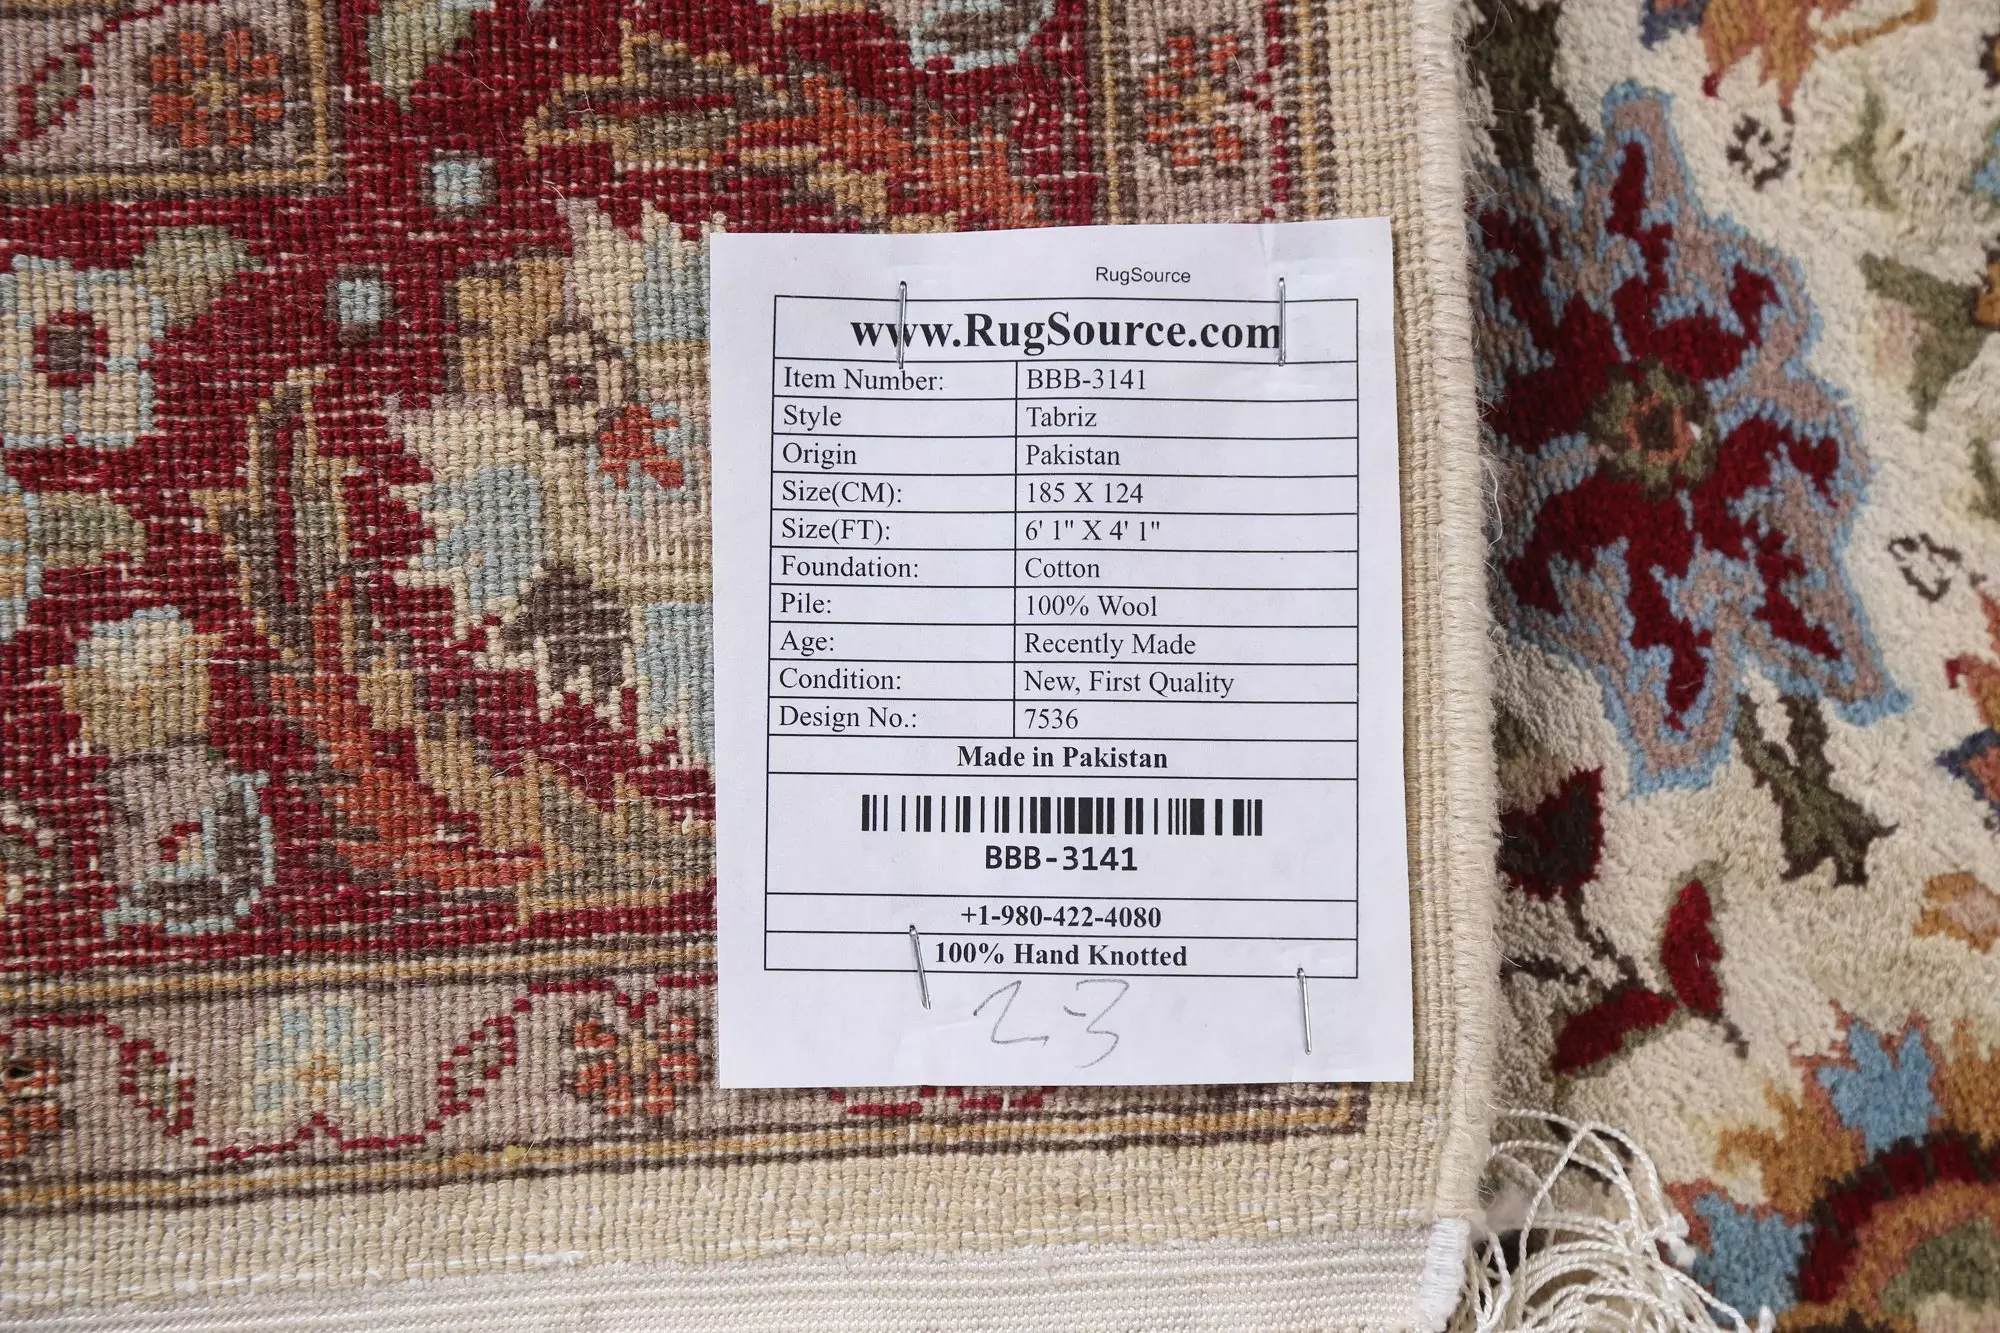 RugSource
www.RugSource.com
Item Number: BBB-3141
Style Tabriz
Origin Pakistan
Size(CM): 185 X 124
Size(FT): 6' 1" X 4' 1"
Foundation: Cotton
Pile: 100% Wool
Age: Recently Made
Condition: New, First Quality
Design No.: 7536
Made in Pakistan
BBB-3141
+1-980-422-4080
100% Hand Knotted
2-3